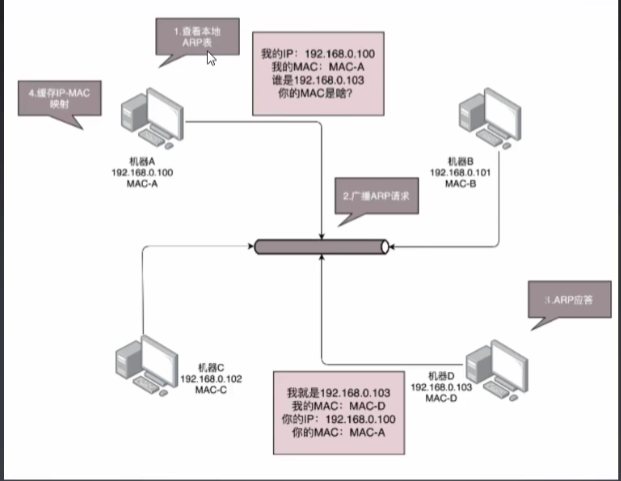 1.查看本地
ARP表
我的IP：192.168.0.100
我的MAC：MAC-A
谁是192.168.0.103
你的MAC是啥?
4.缓存IP-MAC
映射
机器A
192.168.0.100
MAC-A
机器B
192.168.0.101
MAC-B
2.广播ARP请求
.ARP应答
机器C
192.168.0.102
MAC-C
机器D
192.168.0.103
MAC-D
我就是192.168.0.103
我的MAC：MAC-D
你的IP：192.168.0.100
你的MAC：MAC-A